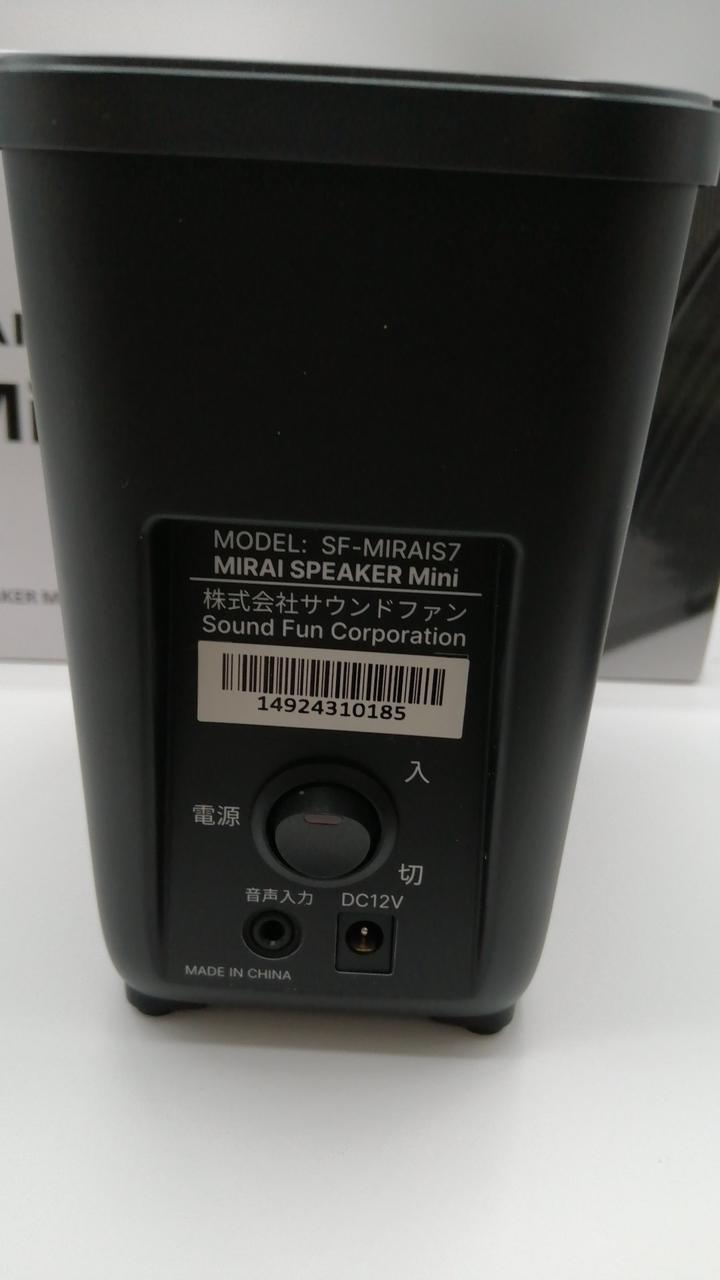 MODEL: SF-MIRAIS7
MIRAI SPEAKER Mini
株式会社サウンドファン
Sound Fun Corporation
14924310185
入
電源
切
音声入力 DC12V
MADE IN CHINA
Mi